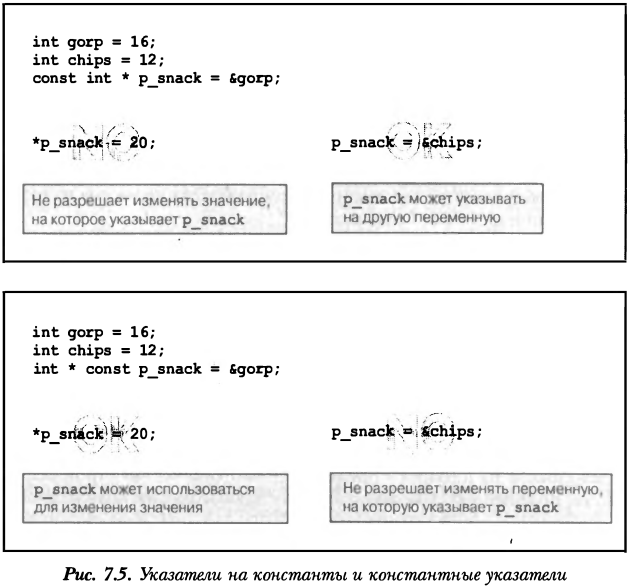 int gorp = 16;
int chips = 12;
const int * p_snack = &gorp;
NO
*p_snack = 20;
OK
p_snack = &chips;
Не разрешает изменять значение,
на которое указывает p_snack
p_snack может указывать
на другую переменную
int gorp = 16;
int chips = 12;
int * const p_snack = &gorp;
OK
*p_snack = 20;
NO
p_snack = &chips;
p_snack может использоваться
для изменения значения
Не разрешает изменять переменную,
на которую указывает p_snack
Рис. 7.5. Указатели на константы и константные указатели